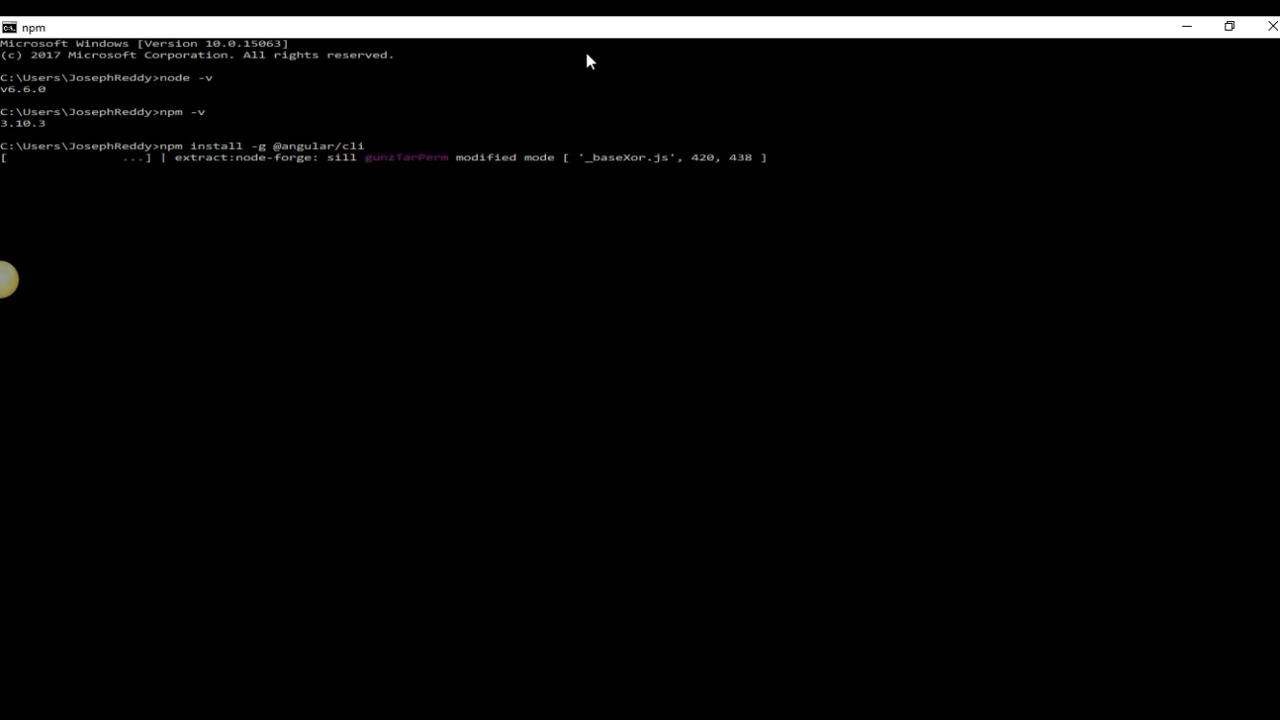 npm
Microsoft Windows [Version 10.0.15063]
(c) 2017 Microsoft Corporation. All rights reserved.
C:\Users\JosephReddy>node -v
v6.6.0
C:\Users\JosephReddy>npm -v
3.10.3
C:\Users\JosephReddy>npm install -g @angular/cli
[               ...] | extract:node-forge: sill gunzTarPerm modified mode [ '_baseXor.js', 420, 438 ]